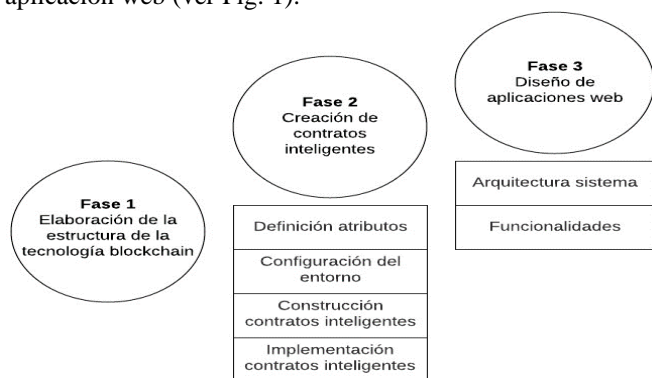 aplicación web (ver Fig. 1).
Fase 1
Elaboración de la
estructura de la
tecnología blockchain
Fase 2
Creación de
contratos
inteligentes
Definición atributos
Configuración del
entorno
Construcción
contratos inteligentes
Implementación
contratos inteligentes
Fase 3
Diseño de
aplicaciones web
Arquitectura sistema
Funcionalidades